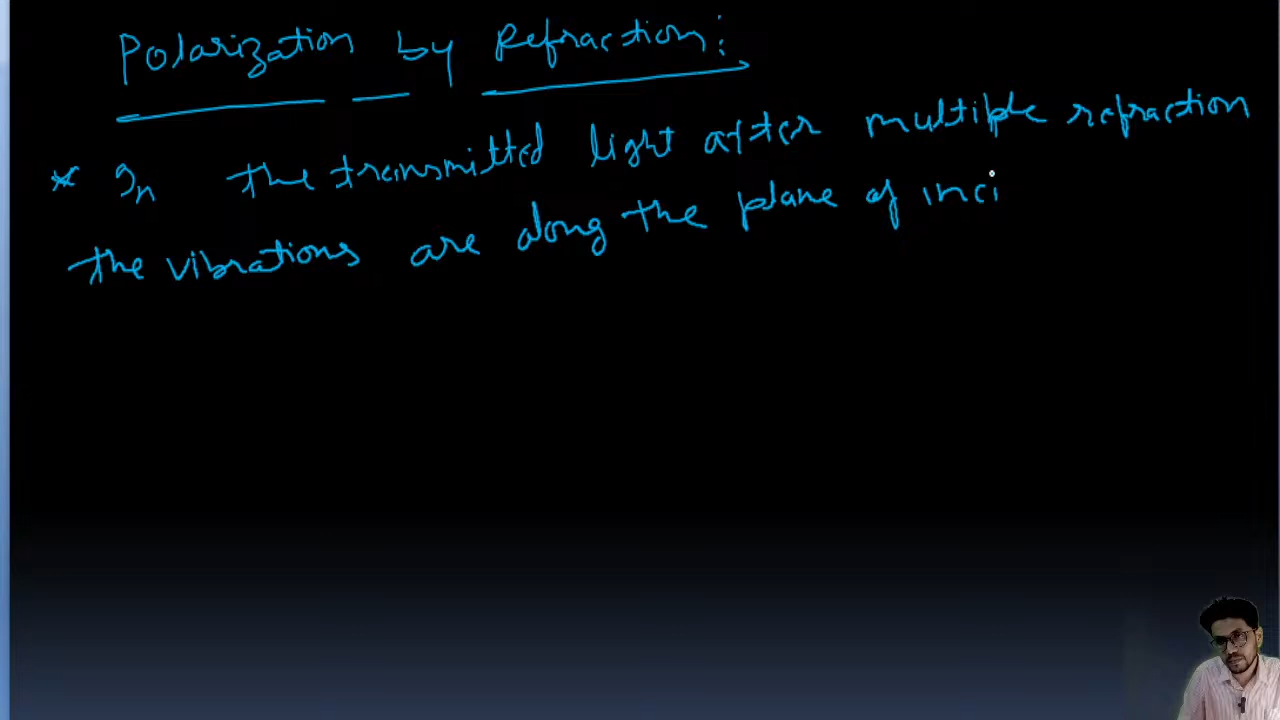 Polarization by Refraction:
* In the transmitted light after multiple refraction
the vibrations are along the plane of inci